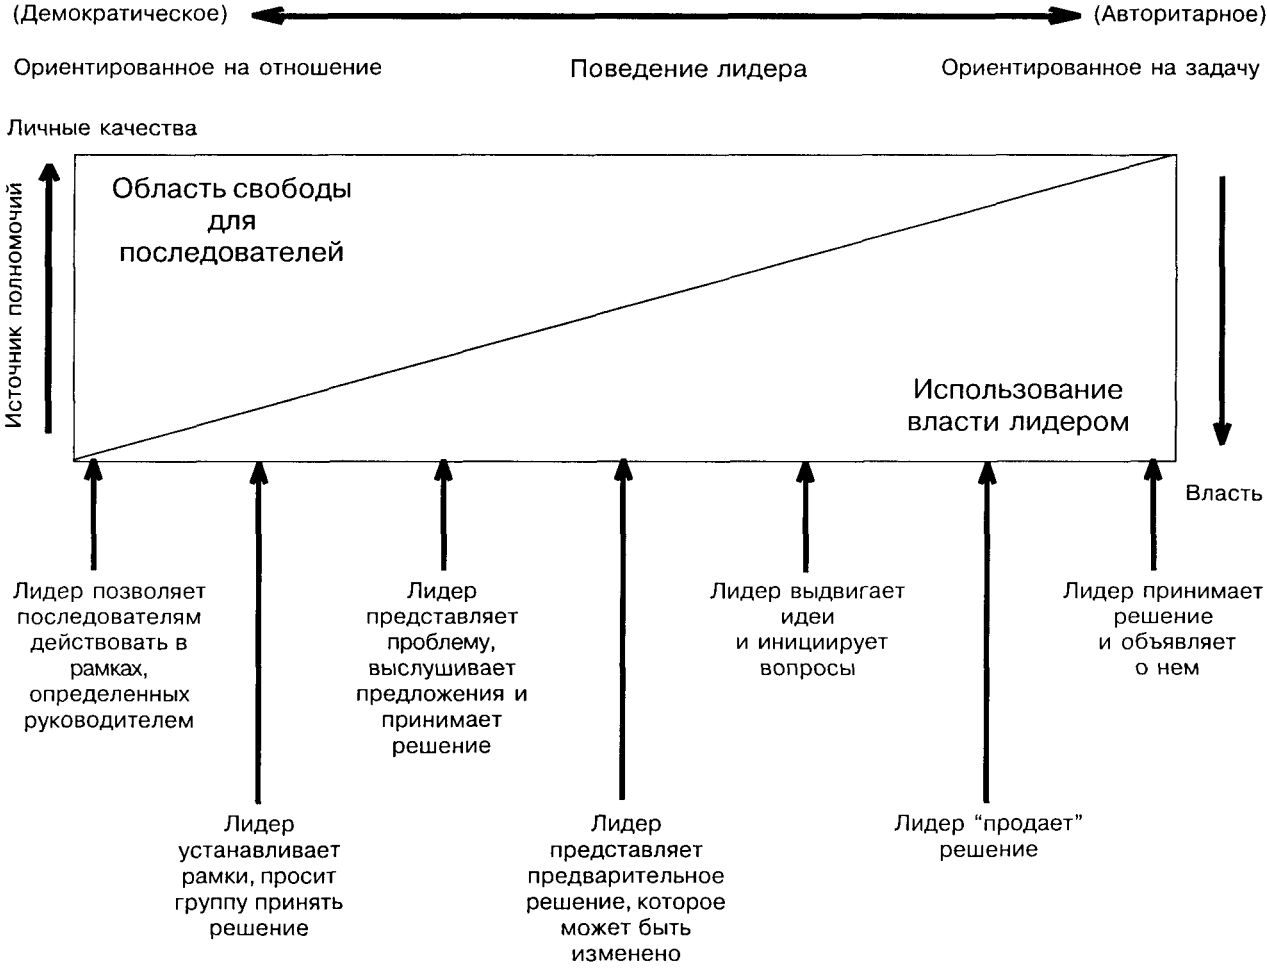 (Демократическое)
(Авторитарное)
Ориентированное на отношение
Поведение лидера
Ориентированное на задачу
Личные качества
Источник полномочий
Область свободы
для
последователей
Использование
власти лидером
Власть
Лидер позволяет
последователям
действовать в
рамках,
определенных
руководителем
Лидер
устанавливает
рамки, просит
группу принять
решение
Лидер
представляет
проблему,
выслушивает
предложения и
принимает
решение
Лидер
представляет
предварительное
решение, которое
может быть
изменено
Лидер выдвигает
идеи
и инициирует
вопросы
Лидер “продает”
решение
Лидер принимает
решение
и объявляет
о нем